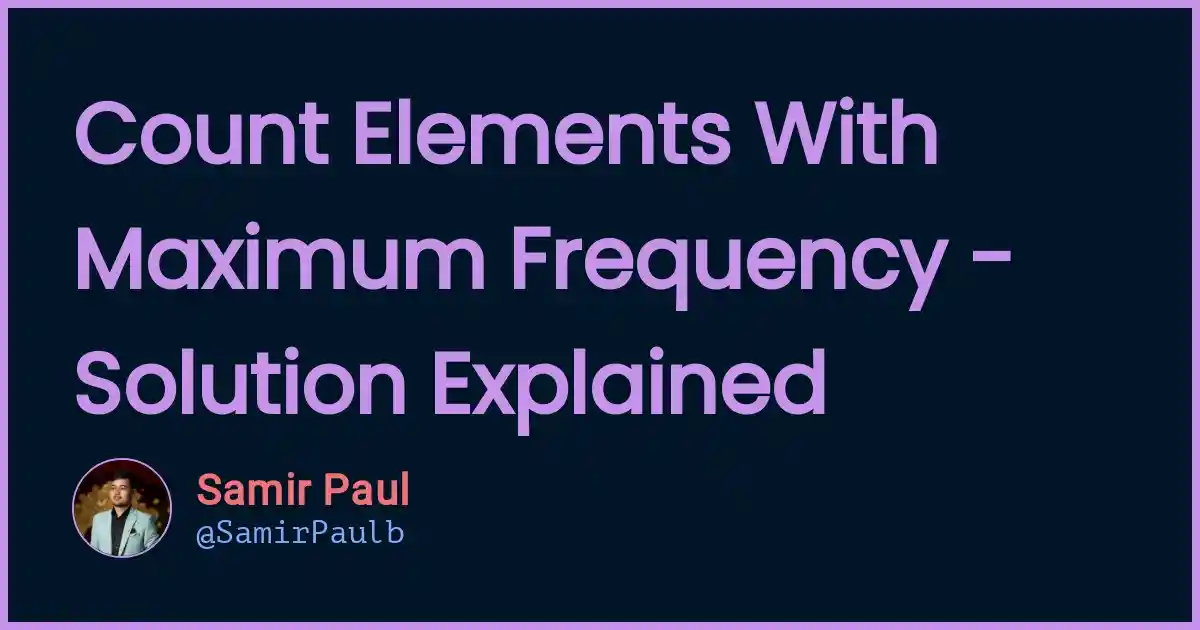 Count Elements With
Maximum Frequency -
Solution Explained
Samir Paul
@SamirPaulb